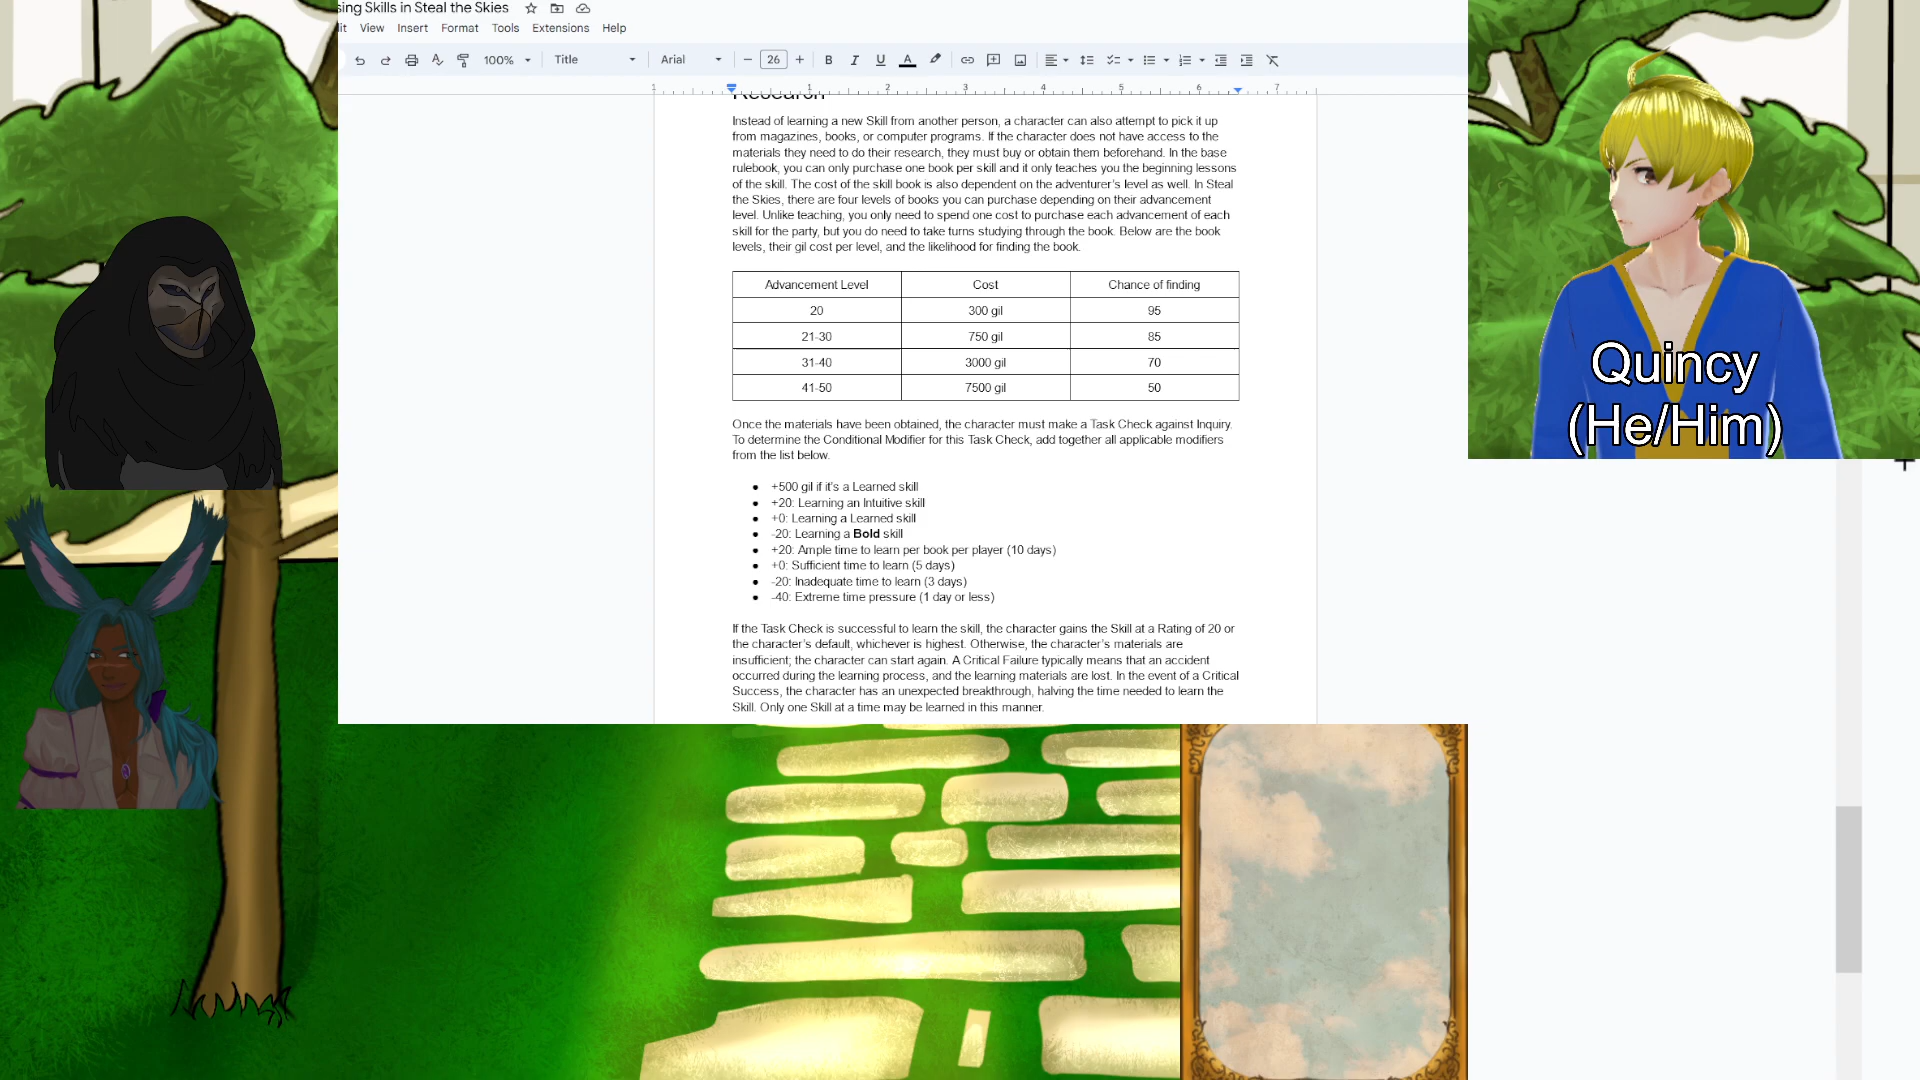 sing Skills in Steal the Skies
it View Insert Format Tools Extensions Help
100% Title Arial 26 B I U A
1 1 2 3 4 5 6 7
Research
Instead of learning a new Skill from another person, a character can also attempt to pick it up
from magazines, books, or computer programs. If the character does not have access to the
materials they need to do their research, they must buy or obtain them beforehand. In the base
rulebook, you can only purchase one book per skill and it only teaches you the beginning lessons
of the skill. The cost of the skill book is also dependent on the adventurer's level as well. In Steal
the Skies, there are four levels of books you can purchase depending on their advancement
level. Unlike teaching, you only need to spend one cost to purchase each advancement of each
skill for the party, but you do need to take turns studying through the book. Below are the book
levels, their gil cost per level, and the likelihood for finding the book.
Advancement Level Cost Chance of finding
20 300 gil 95
21-30 750 gil 85
31-40 3000 gil 70
41-50 7500 gil 50
Once the materials have been obtained, the character must make a Task Check against Inquiry.
To determine the Conditional Modifier for this Task Check, add together all applicable modifiers
from the list below.
● +500 gil if it's a Learned skill
● +20: Learning an Intuitive skill
● +0: Learning a Learned skill
● -20: Learning a Bold skill
● +20: Ample time to learn per book per player (10 days)
● +0: Sufficient time to learn (5 days)
● -20: Inadequate time to learn (3 days)
● -40: Extreme time pressure (1 day or less)
If the Task Check is successful to learn the skill, the character gains the Skill at a Rating of 20 or
the character's default, whichever is highest. Otherwise, the character's materials are
insufficient; the character can start again. A Critical Failure typically means that an accident
occurred during the learning process, and the learning materials are lost. In the event of a Critical
Success, the character has an unexpected breakthrough, halving the time needed to learn the
Skill. Only one Skill at a time may be learned in this manner.
Quincy
(He/Him)